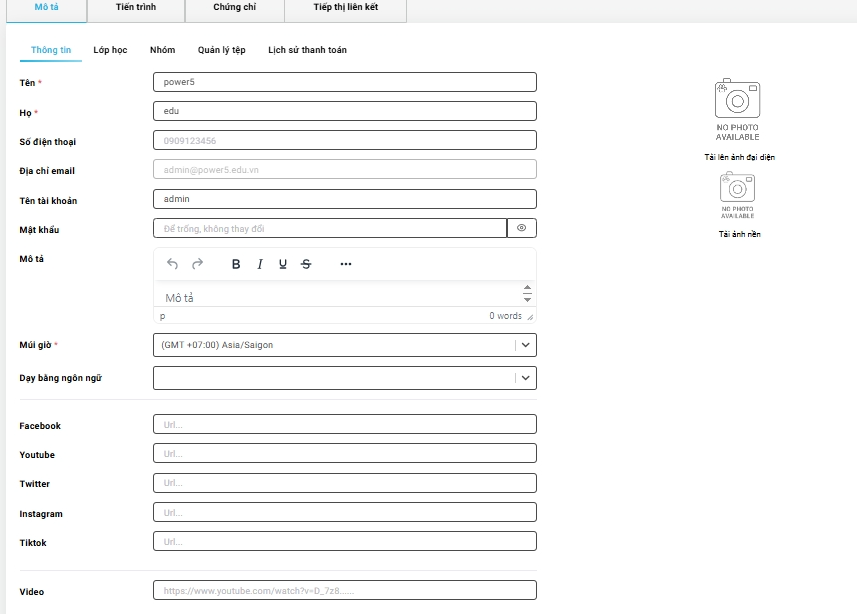 Mô tả Tiến trình Chứng chỉ Tiếp thị liên kết
Thông tin Lớp học Nhóm Quản lý tệp Lịch sử thanh toán
Tên * power5
Họ * edu
Số điện thoại 0909123456
Địa chỉ email admin@power5.edu.vn
Tên tài khoản admin
Mật khẩu Để trống, không thay đổi
Mô tả
B I U S ...
Mô tả
p 0 words
Múi giờ * (GMT +07:00) Asia/Saigon
Dạy bằng ngôn ngữ
Facebook Url...
Youtube Url...
Twitter Url...
Instagram Url...
Tiktok Url...
Video https://www.youtube.com/watch?v=D_7z8......
NO PHOTO
AVAILABLE
Tải lên ảnh đại diện
NO PHOTO
AVAILABLE
Tải ảnh nền